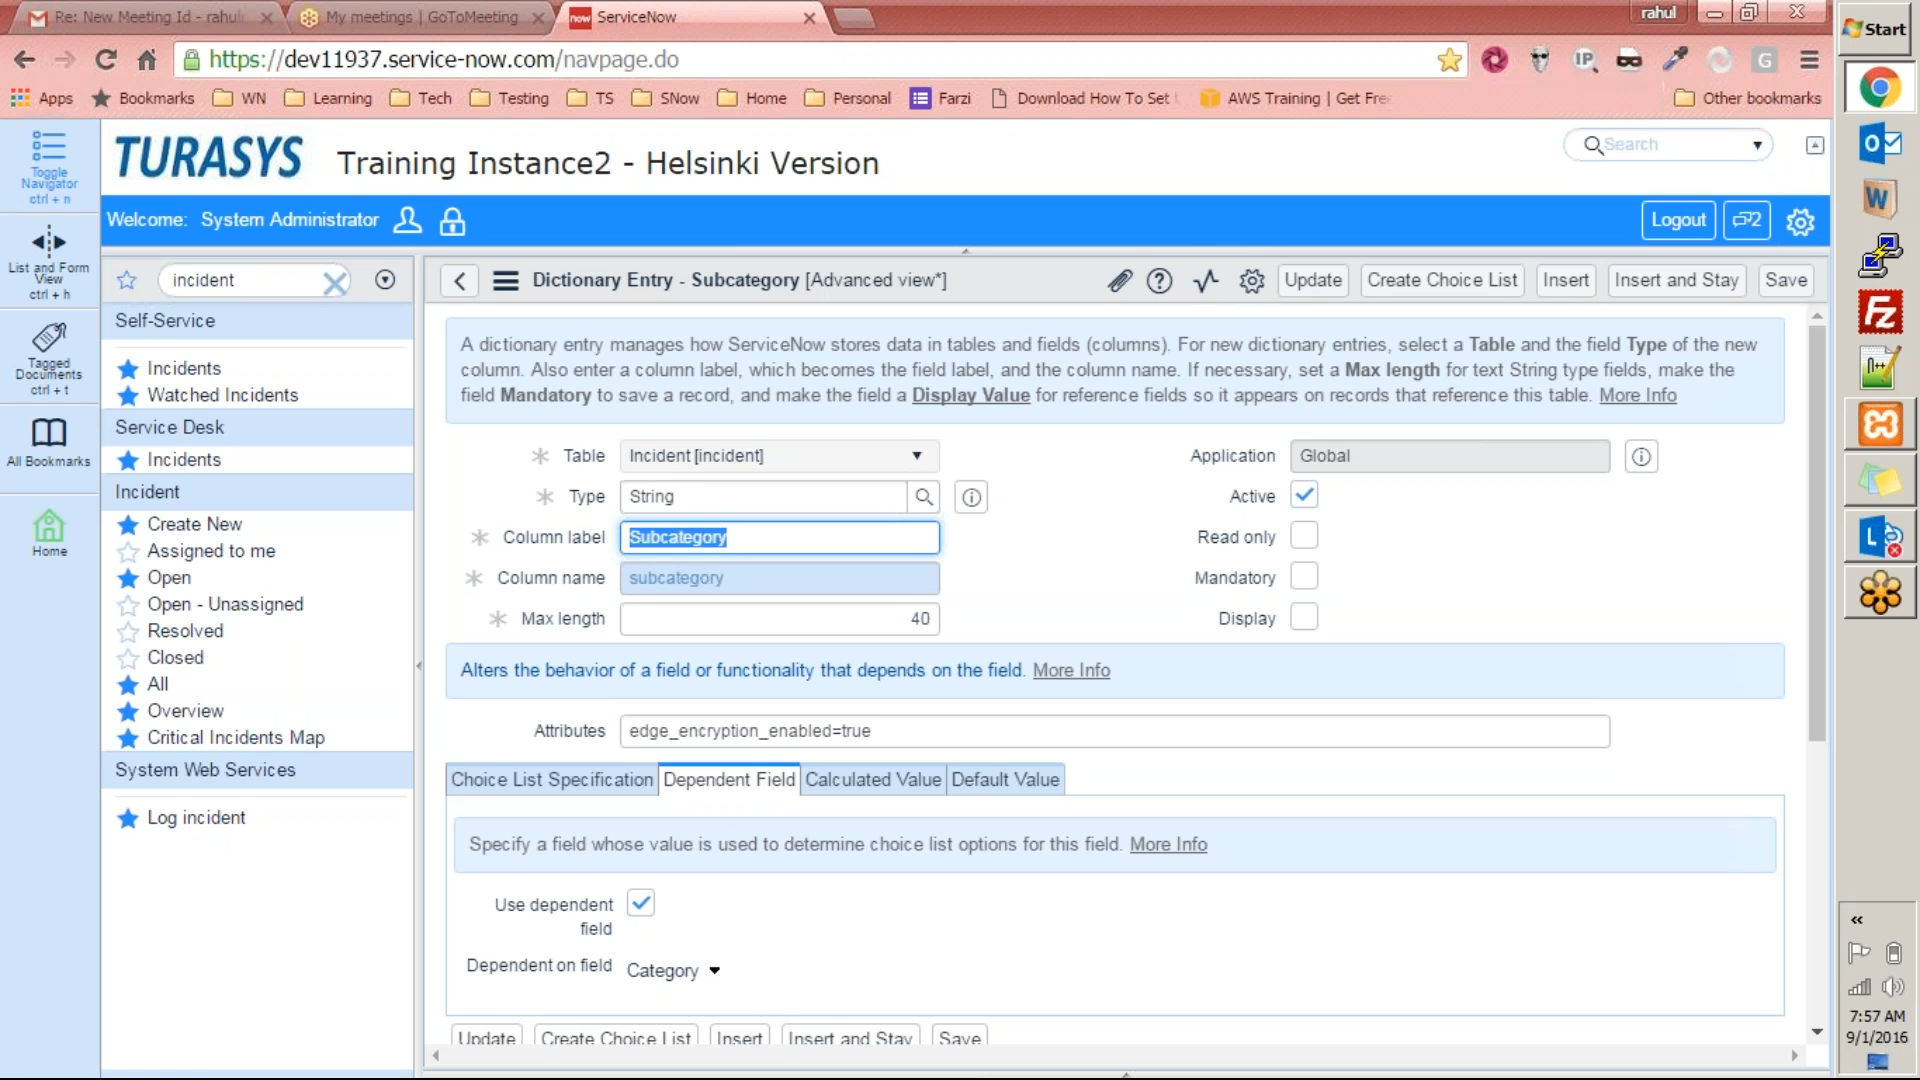 Re: New Meeting Id - rahul
My meetings | GoToMeeting
now ServiceNow
rahul
Start
https://dev11937.service-now.com/navpage.do
IP
G
Apps
Bookmarks
WN
Learning
Tech
Testing
TS
SNow
Home
Personal
Farzi
Download How To Set
AWS Training | Get Fre
Other bookmarks
Toggle Navigator
ctrl + n
List and Form View
ctrl + h
Tagged Documents
ctrl + t
All Bookmarks
Home
TURASYS
Training Instance2 - Helsinki Version
Search
Welcome: System Administrator
Logout
2
incident
Self-Service
Incidents
Watched Incidents
Service Desk
Incidents
Incident
Create New
Assigned to me
Open
Open - Unassigned
Resolved
Closed
All
Overview
Critical Incidents Map
System Web Services
Log incident
Dictionary Entry - Subcategory [Advanced view*]
Update
Create Choice List
Insert
Insert and Stay
Save
A dictionary entry manages how ServiceNow stores data in tables and fields (columns). For new dictionary entries, select a Table and the field Type of the new
column. Also enter a column label, which becomes the field label, and the column name. If necessary, set a Max length for text String type fields, make the
field Mandatory to save a record, and make the field a Display Value for reference fields so it appears on records that reference this table. More Info
Table Incident [incident]
Application Global
Type String
Active
Column label Subcategory
Read only
Column name subcategory
Mandatory
Max length 40
Display
Alters the behavior of a field or functionality that depends on the field. More Info
Attributes edge_encryption_enabled=true
Choice List Specification
Dependent Field
Calculated Value
Default Value
Specify a field whose value is used to determine choice list options for this field. More Info
Use dependent
field
Dependent on field Category
Update
Create Choice List
Insert
Insert and Stay
Save
7:57 AM
9/1/2016